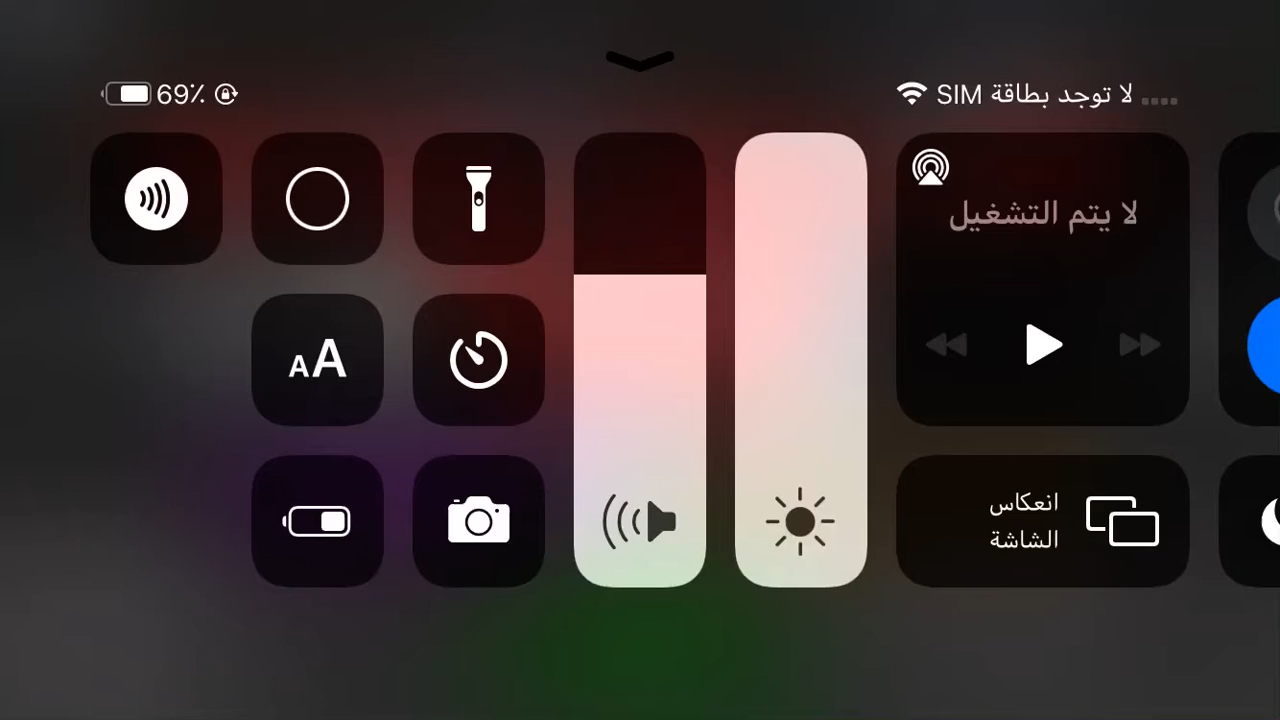 لا توجد بطاقة SIM
69٪
لا يتم التشغيل
AA
انعكاس
الشاشة